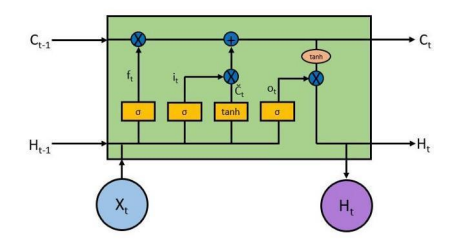 C_{t-1}
X
+
C_t
tanh
f_t
i_t
X
C̃_t
o_t
X
σ
σ
tanh
σ
H_{t-1}
H_t
X_t
H_t